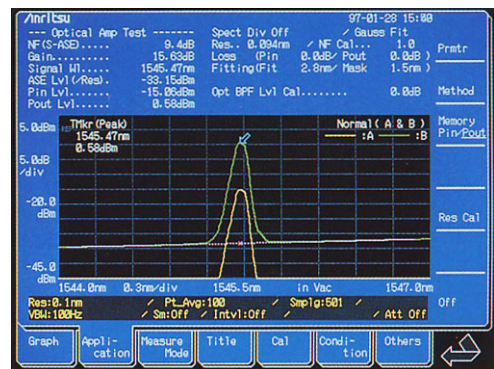 Anritsu 97-01-28 15:00
--- Optical Amp Test ------- Spect Div Off / Gauss Fit
NF(S-ASE)..... 9.4dB Res.. 0.094nm / NF Cal... 1.0
Gain.......... 15.63dB Loss (Pin 0.0dB/ Pout 0.0dB )
Signal Wl..... 1545.47nm Fitting(Fit 2.8nm/ Mask 1.5nm )
ASE Lvl(/Res). -33.15dBm
Pin Lvl....... -15.06dBm Opt BPF Lvl Cal........ 0.0dB
Pout Lvl...... 0.58dBm
Prmtr
Method
Memory
Pin/Pout
Res Cal
Off
5.0dBm TMkr(Peak) Normal( A & B )
1545.47nm :A :B
0.58dBm
5.0dB
/div
-20.0
dBm
-45.0
dBm
1544.0nm 0.3nm/div 1545.5nm in Vac 1547.0nm
Res:0.1nm / Pt_Avg:100 / Smplg:501 /
VBW:100Hz / Sm:Off / Intvl:Off / / Att Off
Graph
Appli-
cation
Measure
Mode
Title
Cal
Condi-
tion
Others